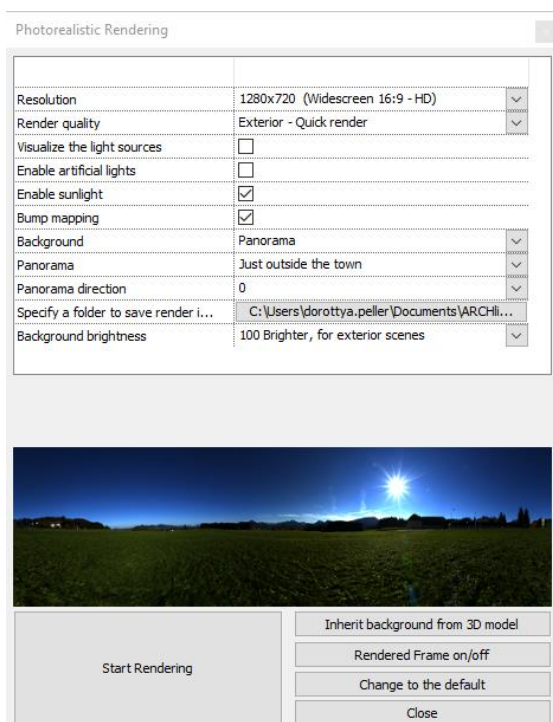 Photorealistic Rendering
Resolution 1280x720 (Widescreen 16:9 - HD)
Render quality Exterior - Quick render
Visualize the light sources
Enable artificial lights
Enable sunlight
Bump mapping
Background Panorama
Panorama Just outside the town
Panorama direction 0
Specify a folder to save render i... C:\Users\dorottya.peller\Documents\ARCHli...
Background brightness 100 Brighter, for exterior scenes
Inherit background from 3D model
Start Rendering
Rendered Frame on/off
Change to the default
Close